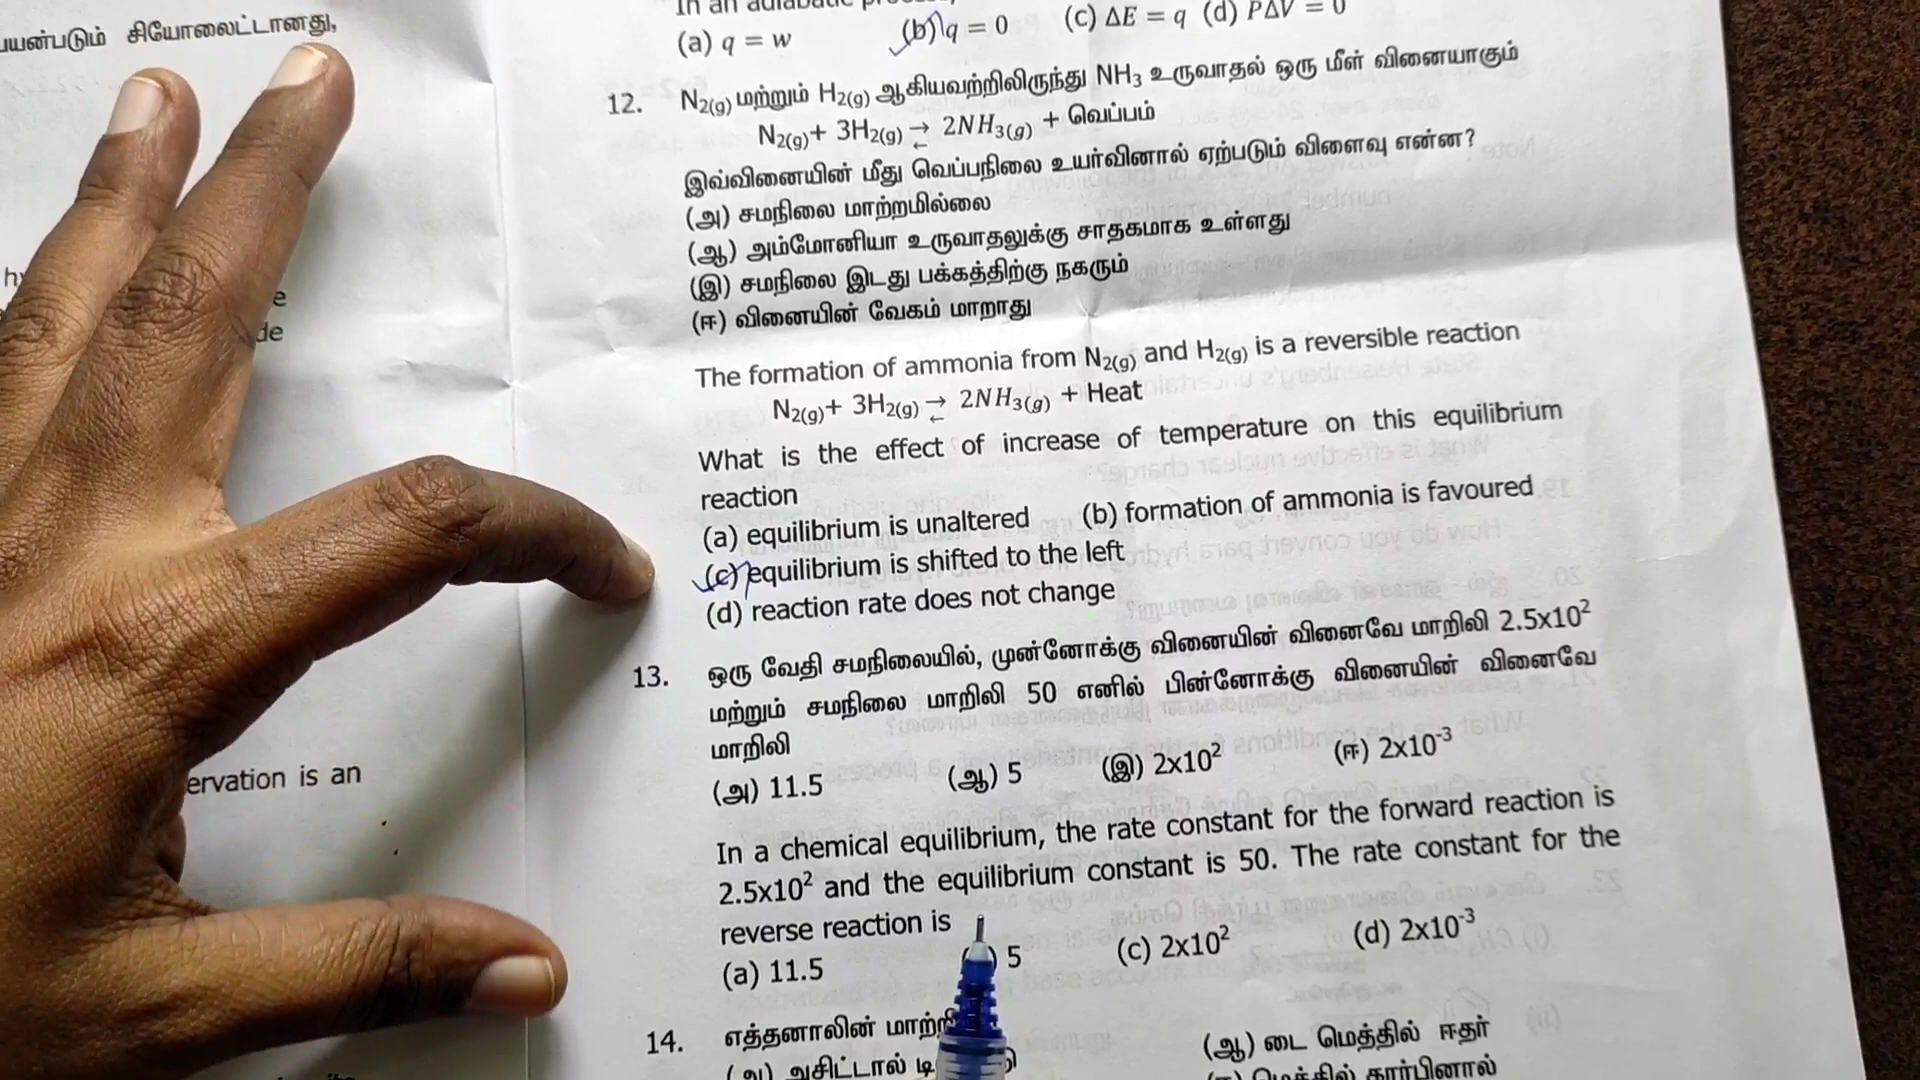 யன்படும் சியோலைட்டானது,
hy
e
de
ervation is an
In an adiabatic
(a) q = w (b) q = 0 (c) ΔE = q (d) PΔV = 0
12. N2(g) மற்றும் H2(g) ஆகியவற்றிலிருந்து NH3 உருவாதல் ஒரு மீள் வினையாகும்
N2(g)+ 3H2(g) ⇄ 2NH3(g) + வெப்பம்
இவ்வினையின் மீது வெப்பநிலை உயர்வினால் ஏற்படும் விளைவு என்ன?
(அ) சமநிலை மாற்றமில்லை
(ஆ) அம்மோனியா உருவாதலுக்கு சாதகமாக உள்ளது
(இ) சமநிலை இடது பக்கத்திற்கு நகரும்
(ஈ) வினையின் வேகம் மாறாது
The formation of ammonia from N2(g) and H2(g) is a reversible reaction
N2(g)+ 3H2(g) ⇄ 2NH3(g) + Heat
What is the effect of increase of temperature on this equilibrium
reaction
(a) equilibrium is unaltered (b) formation of ammonia is favoured
(c) equilibrium is shifted to the left
(d) reaction rate does not change
13. ஒரு வேதி சமநிலையில், முன்னோக்கு வினையின் வினைவே மாறிலி 2.5x10²
மற்றும் சமநிலை மாறிலி 50 எனில் பின்னோக்கு வினையின் வினைவே
மாறிலி
(அ) 11.5 (ஆ) 5 (இ) 2x10² (ஈ) 2x10⁻³
In a chemical equilibrium, the rate constant for the forward reaction is
2.5x10² and the equilibrium constant is 50. The rate constant for the
reverse reaction is
(a) 11.5 ( ) 5 (c) 2x10² (d) 2x10⁻³
14. எத்தனாலின் (ஆ) டை மெத்தில் ஈதர்
(அ) அசிட்டால் மெத்தில் கார்பினால்